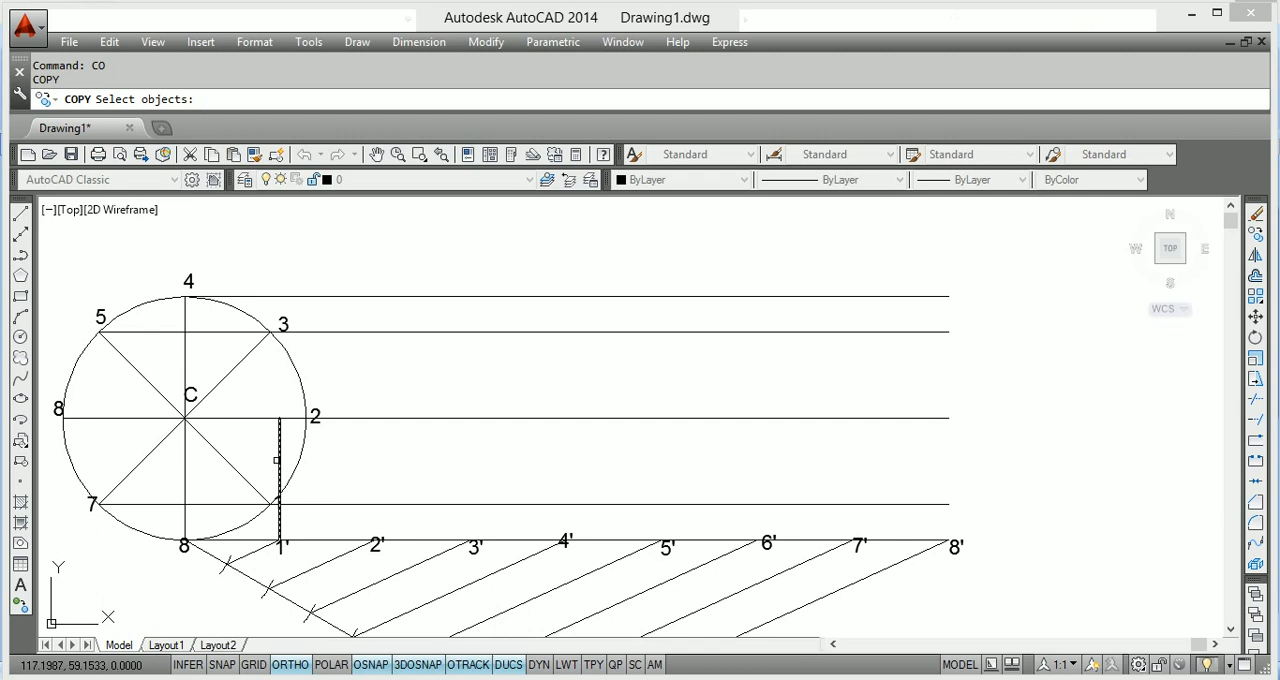 Autodesk AutoCAD 2014 Drawing1.dwg
File Edit View Insert Format Tools Draw Dimension Modify Parametric Window Help Express
Command: CO
COPY
COPY Select objects:
Drawing1*
Standard Standard Standard Standard
AutoCAD Classic 0 ByLayer ByLayer ByLayer ByColor
[−][Top][2D Wireframe]
N
W TOP E
S
WCS
4
5 3
C
8 2
7
8 1' 2' 3' 4' 5' 6' 7' 8'
Y
X
Model Layout1 Layout2
117.1987, 59.1533, 0.0000 INFER SNAP GRID ORTHO POLAR OSNAP 3DOSNAP OTRACK DUCS DYN LWT TPY QP SC AM MODEL 1:1